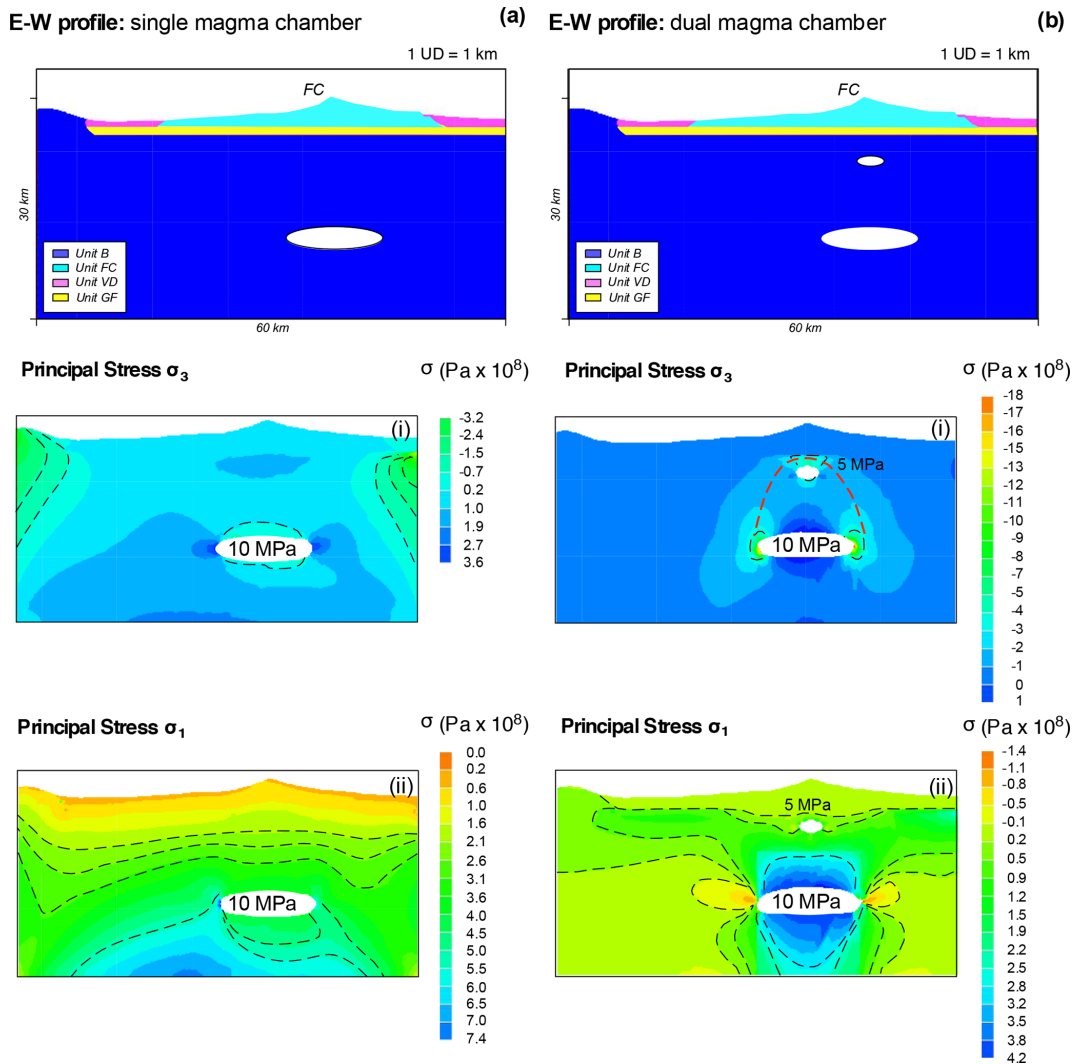 E-W profile: single magma chamber (a)
1 UD = 1 km
FC
30 km
Unit B
Unit FC
Unit VD
Unit GF
60 km
E-W profile: dual magma chamber (b)
1 UD = 1 km
FC
30 km
Unit B
Unit FC
Unit VD
Unit GF
60 km
Principal Stress σ3
σ (Pa x 10^8)
(i)
10 MPa
-3.2
-2.4
-1.5
-0.7
0.2
1.0
1.9
2.7
3.6
Principal Stress σ3
σ (Pa x 10^8)
(i)
5 MPa
10 MPa
-18
-17
-16
-15
-13
-12
-11
-10
-9
-8
-7
-5
-4
-3
-2
-1
0
1
Principal Stress σ1
σ (Pa x 10^8)
(ii)
10 MPa
0.0
0.2
0.6
1.0
1.6
2.1
2.6
3.1
3.6
4.0
4.5
5.0
5.5
6.0
6.5
7.0
7.4
Principal Stress σ1
σ (Pa x 10^8)
(ii)
5 MPa
10 MPa
-1.4
-1.1
-0.8
-0.5
-0.1
0.2
0.5
0.9
1.2
1.5
1.9
2.2
2.5
2.8
3.2
3.5
3.8
4.2